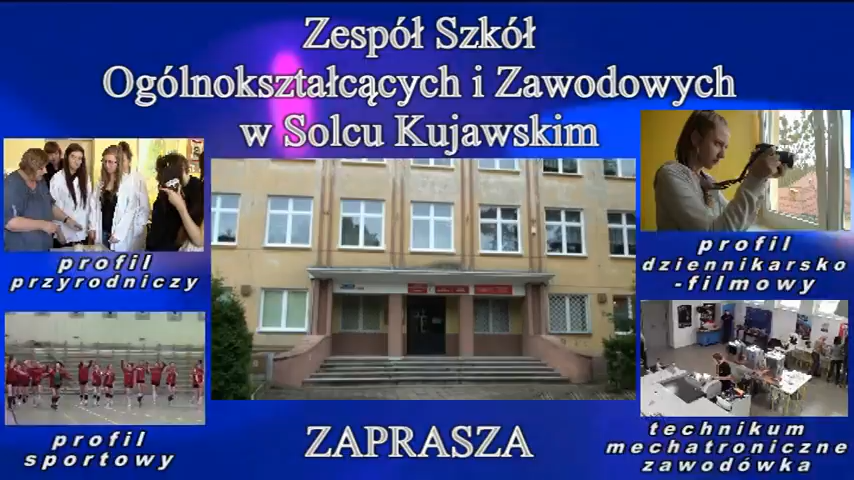 Zespół Szkół
Ogólnokształcących i Zawodowych
w Solcu Kujawskim
profil
przyrodniczy
profil
dziennikarsko
-filmowy
profil
sportowy
ZAPRASZA
technikum
mechatroniczne
zawodówka